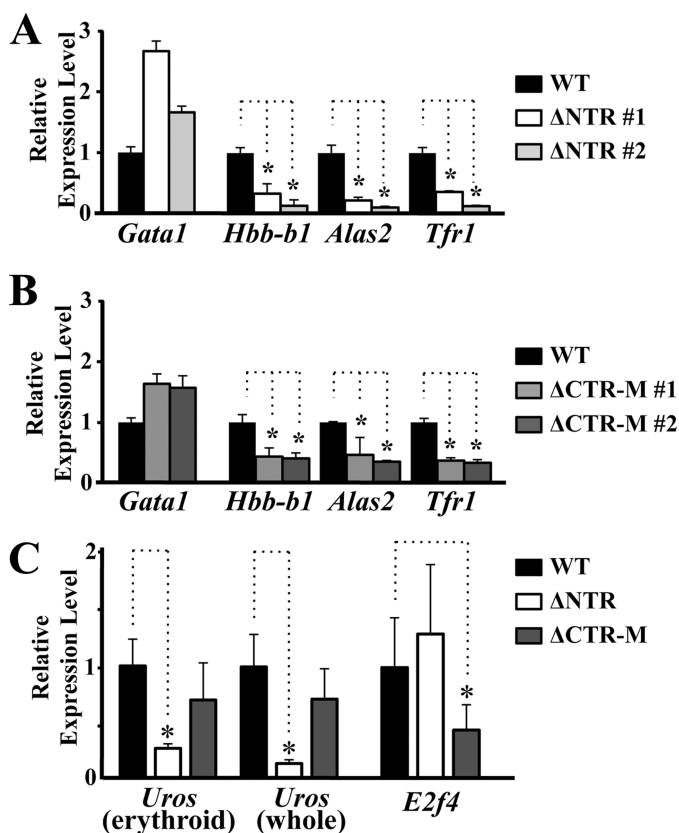 A
Relative
Expression Level
3
2
1
0
* * * * * *
Gata1 Hbb-b1 Alas2 Tfr1
WT
ΔNTR #1
ΔNTR #2
B
Relative
Expression Level
3
2
1
0
* * * * * *
Gata1 Hbb-b1 Alas2 Tfr1
WT
ΔCTR-M #1
ΔCTR-M #2
C
Relative
Expression Level
2
1
0
* * *
Uros Uros E2f4
(erythroid) (whole)
WT
ΔNTR
ΔCTR-M